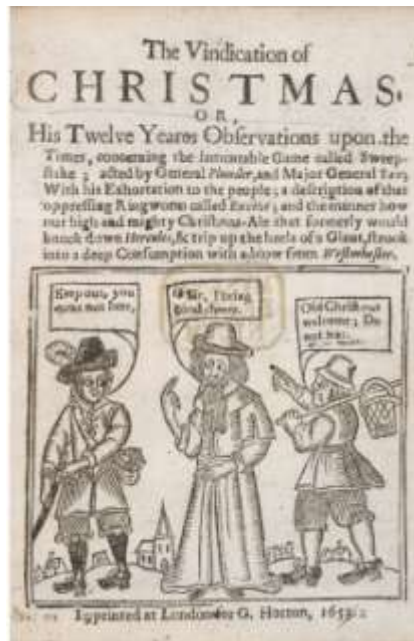 The Vindication of
CHRISTMAS.
OR,
His Twelve Yeares Observations upon the
Times, concerning the lamentable Game called Sweep-
stake; acted by General Plunder, and Major General Tax;
With his Exhortation to the people; a description of that
oppressing Ringworm called Excize; and the manner how
our high and mighty Christmas-Ale that formerly would
knock down Hercules, & trip up the heels of a Giant, strook
into a deep Consumption with a blow from Westminster.
Keep out, you
come not here,
O Sir, I bring
good cheere.
Old Christmas
welcome; Do
not fear.
Imprinted at London for G. Horton, 1653